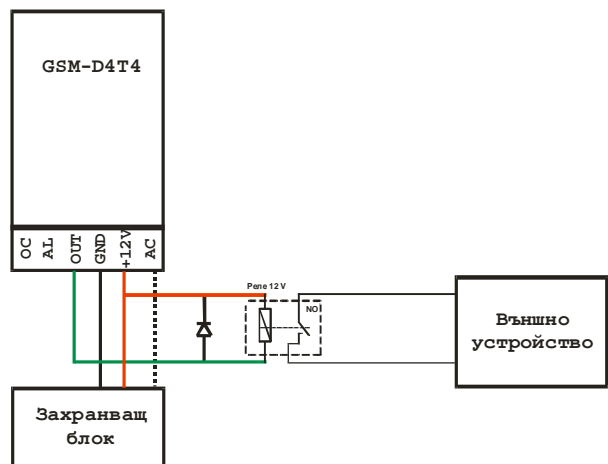 GSM-D4T4
OC
AL
OUT
GND
+12V
AC
Реле 12 V
NO
Външно
устройство
Захранващ
блок